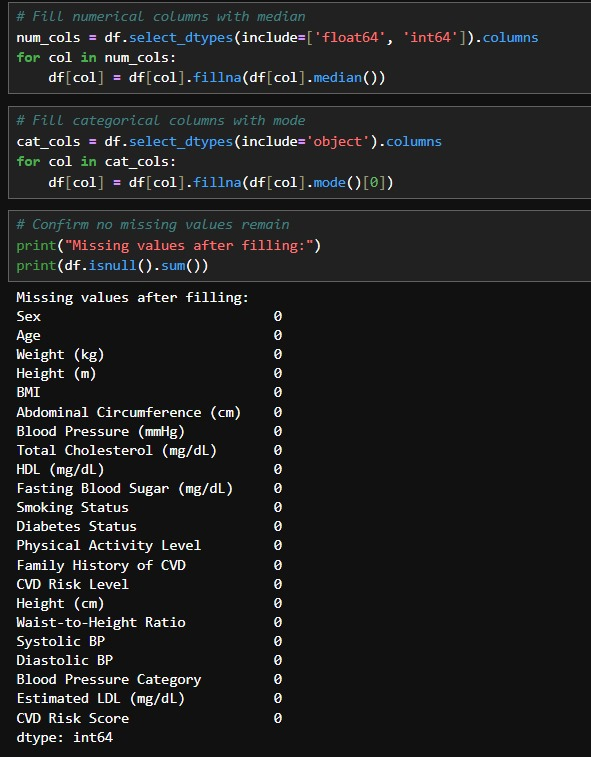 # Fill numerical columns with median
num_cols = df.select_dtypes(include=['float64', 'int64']).columns
for col in num_cols:
    df[col] = df[col].fillna(df[col].median())
# Fill categorical columns with mode
cat_cols = df.select_dtypes(include='object').columns
for col in cat_cols:
    df[col] = df[col].fillna(df[col].mode()[0])
# Confirm no missing values remain
print("Missing values after filling:")
print(df.isnull().sum())
Missing values after filling:
Sex 0
Age 0
Weight (kg) 0
Height (m) 0
BMI 0
Abdominal Circumference (cm) 0
Blood Pressure (mmHg) 0
Total Cholesterol (mg/dL) 0
HDL (mg/dL) 0
Fasting Blood Sugar (mg/dL) 0
Smoking Status 0
Diabetes Status 0
Physical Activity Level 0
Family History of CVD 0
CVD Risk Level 0
Height (cm) 0
Waist-to-Height Ratio 0
Systolic BP 0
Diastolic BP 0
Blood Pressure Category 0
Estimated LDL (mg/dL) 0
CVD Risk Score 0
dtype: int64